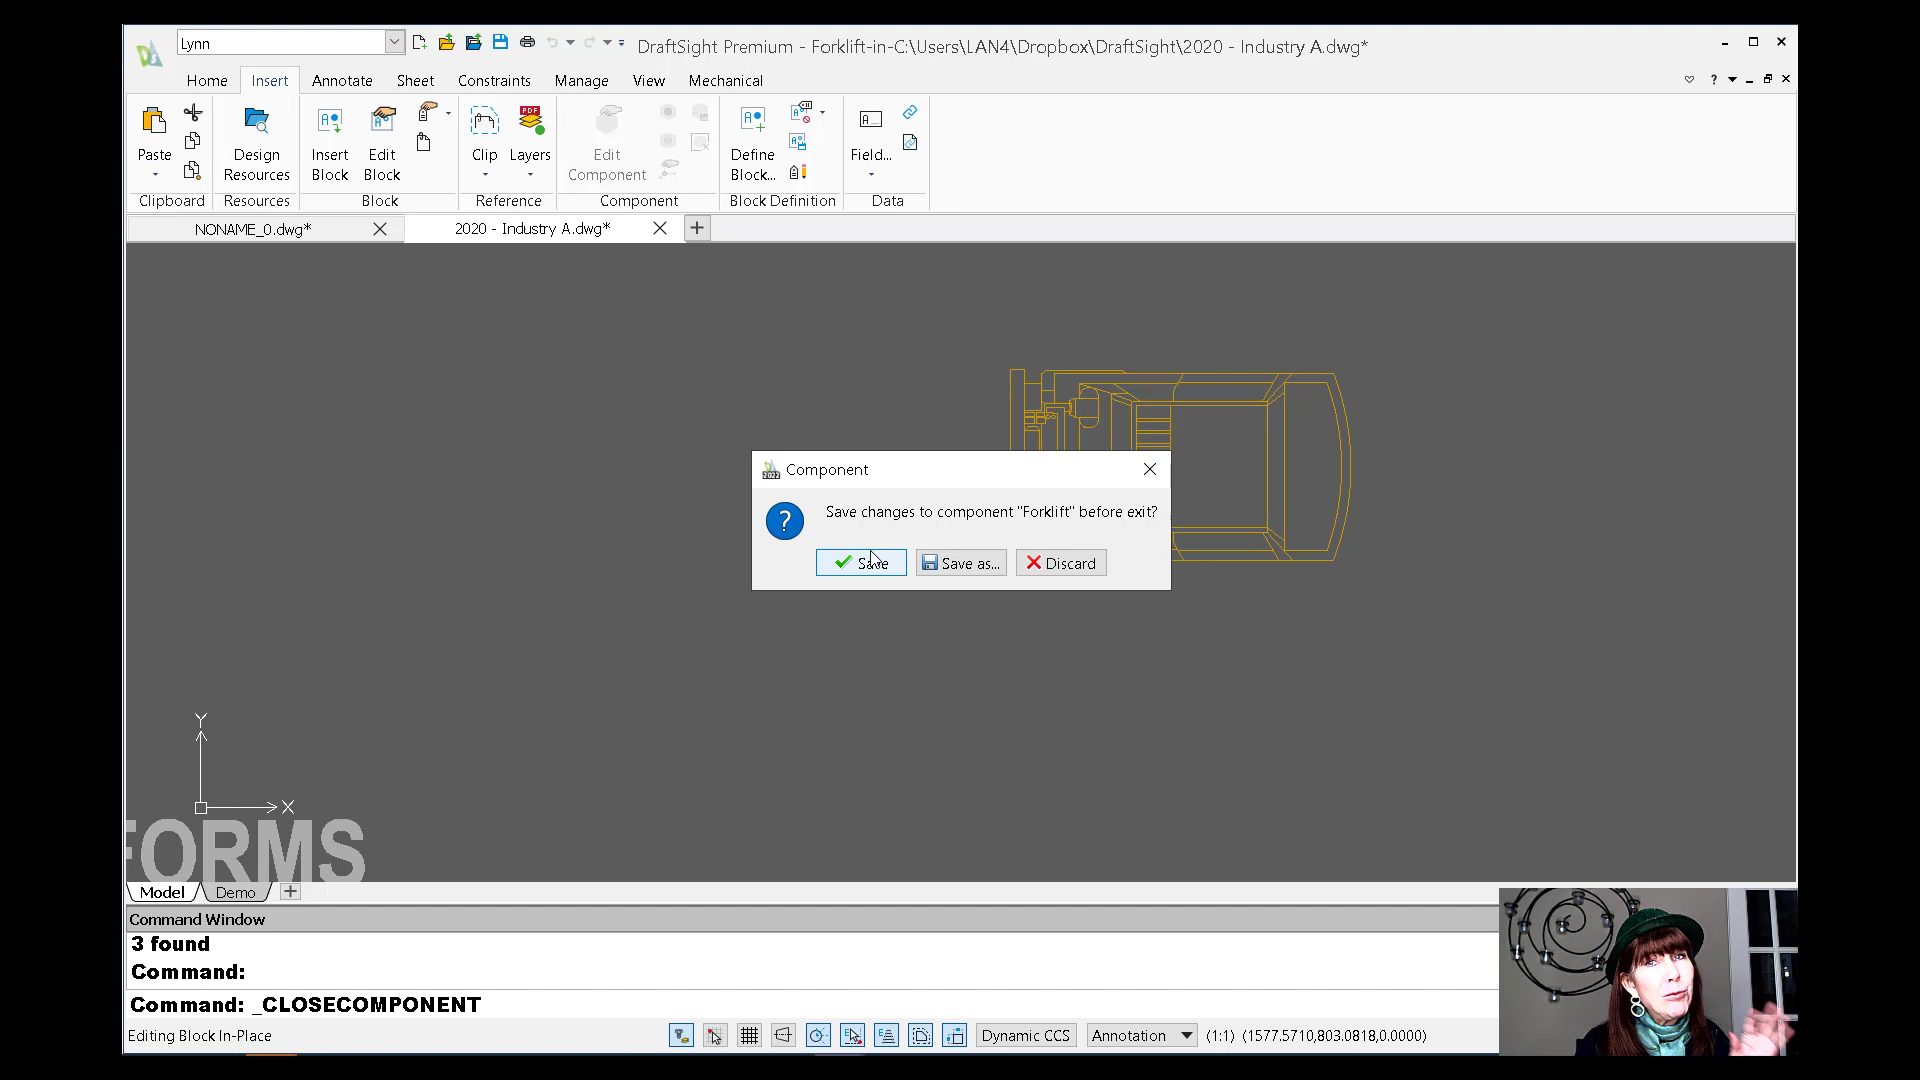 Lynn
DraftSight Premium - Forklift-in-C:\Users\LAN4\Dropbox\DraftSight\2020 - Industry A.dwg*
Home Insert Annotate Sheet Constraints Manage View Mechanical
Paste
Design Resources
Insert Block
Edit Block
Clip
PDF
Layers
Edit Component
Define Block...
Field...
Clipboard Resources Block Reference Component Block Definition Data
NONAME_0.dwg* 2020 - Industry A.dwg*
Component
Save changes to component "Forklift" before exit?
Save Save as... Discard
Y
X
FORMS
Model Demo
Command Window
3 found
Command:
Command: _CLOSECOMPONENT
Editing Block In-Place Dynamic CCS Annotation (1:1) (1577.5710,803.0818,0.0000)